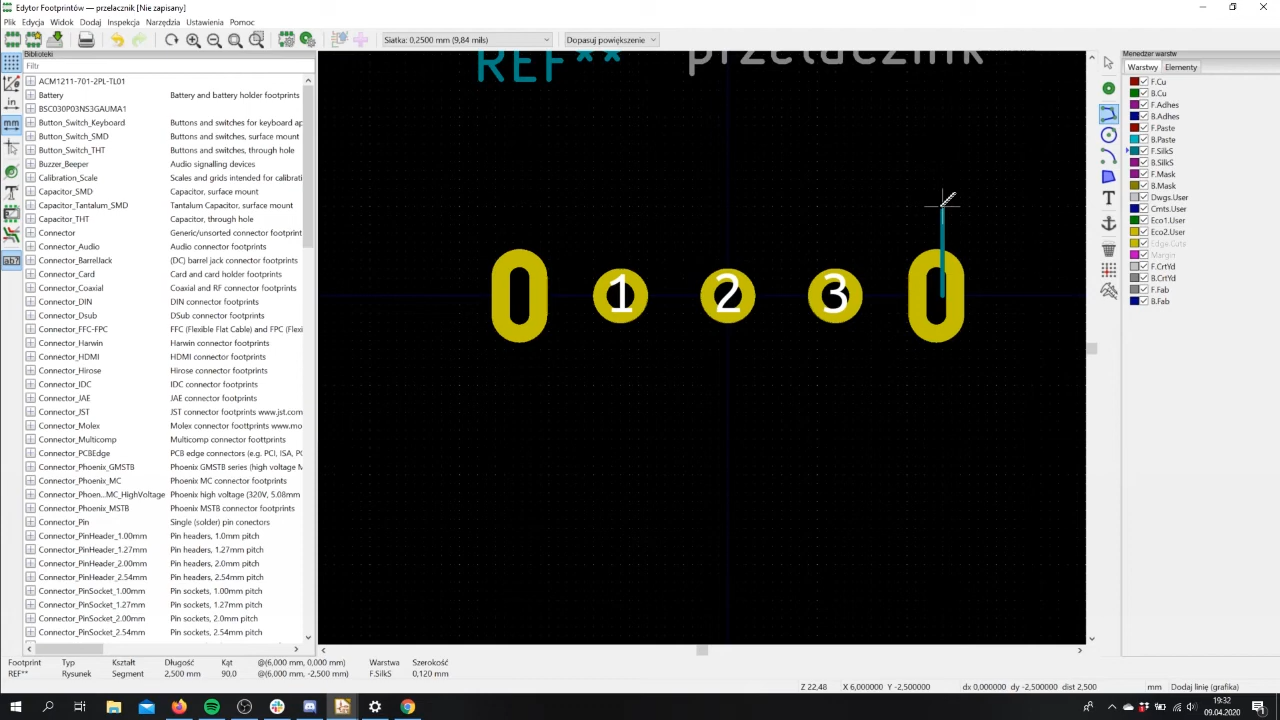 Edytor Footprintów — przelacznik [Nie zapisany]
Plik Edycja Widok Dodaj Inspekcja Narzędzia Ustawienia Pomoc
Siatka: 0.2500 mm (9,84 mils) Dopasuj powiększenie
Biblioteki
Filtr
ACM1211-701-2PL-TL01
Battery Battery and battery holder footprints
BSC030P03NS3GAUMA1
Button_Switch_Keyboard Buttons and switches for keyboard ap
Button_Switch_SMD Buttons and switches, surface mount
Button_Switch_THT Buttons and switches, through hole
Buzzer_Beeper Audio signalling devices
Calibration_Scale Scales and grids intended for calibrati
Capacitor_SMD Capacitor, surface mount
Capacitor_Tantalum_SMD Tantalum Capacitor, surface mount
Capacitor_THT Capacitor, through hole
Connector Generic/unsorted connector footprint
Connector_Audio Audio connector footprints
Connector_BarrelJack (DC) barrel jack connector footprints
Connector_Card Card and card holder footprints
Connector_Coaxial Coaxial and RF connector footprints
Connector_DIN DIN connector footprints
Connector_Dsub DSub connector footprints
Connector_FFC-FPC FFC (Flexible Flat Cable) and FPC (Flexi
Connector_Harwin Harwin connector footprints
Connector_HDMI HDMI connector footprints
Connector_Hirose Hirose connector footprints
Connector_IDC IDC connector footprints
Connector_JAE JAE connector footprints
Connector_JST JST connector footprints www.jst.com
Connector_Molex Molex connector foottprints www.mo
Connector_Multicomp Multicomp connector foottprints
Connector_PCBEdge PCB edge connectors (e.g. PCI, ISA, PC
Connector_Phoenix_GMSTB Phoenix GMSTB series (high voltage M
Connector_Phoenix_MC Phoenix MC connector footprints
Connector_Phoen...MC_HighVoltage Phoenix high voltage (320V, 5.08mm
Connector_Phoenix_MSTB Phoenix MSTB connector footprints
Connector_Pin Single (solder) pin conectors
Connector_PinHeader_1.00mm Pin headers, 1.0mm pitch
Connector_PinHeader_1.27mm Pin headers, 1.27mm pitch
Connector_PinHeader_2.00mm Pin headers, 2.0mm pitch
Connector_PinHeader_2.54mm Pin headers, 2.54mm pitch
Connector_PinSocket_1.00mm Pin sockets, 1.00mm pitch
Connector_PinSocket_1.27mm Pin sockets, 1.27mm pitch
Connector_PinSocket_2.00mm Pin sockets, 2.0mm pitch
Connector_PinSocket_2.54mm Pin sockets, 2.54mm pitch
in
mm
T
ab?
REF** przelacznik
1 2 3
T
Menedżer warstw
Warstwy Elementy
F.Cu
B.Cu
F.Adhes
B.Adhes
F.Paste
B.Paste
F.SilkS
B.SilkS
F.Mask
B.Mask
Dwgs.User
Cmts.User
Eco1.User
Eco2.User
Edge.Cuts
Margin
F.CrtYd
B.CrtYd
F.Fab
B.Fab
Footprint Typ Kształt Długość Kąt @(6,000 mm, 0,000 mm) Warstwa Szerokość
REF** Rysunek Segment 2,500 mm 90,0 @(6,000 mm, -2,500 mm) F.SilkS 0,120 mm
Z 22,48 X 6,000000 Y -2,500000 dx 0,000000 dy -2,500000 dist 2,500 mm Dodaj linię (grafika)
19:32
09.04.2020